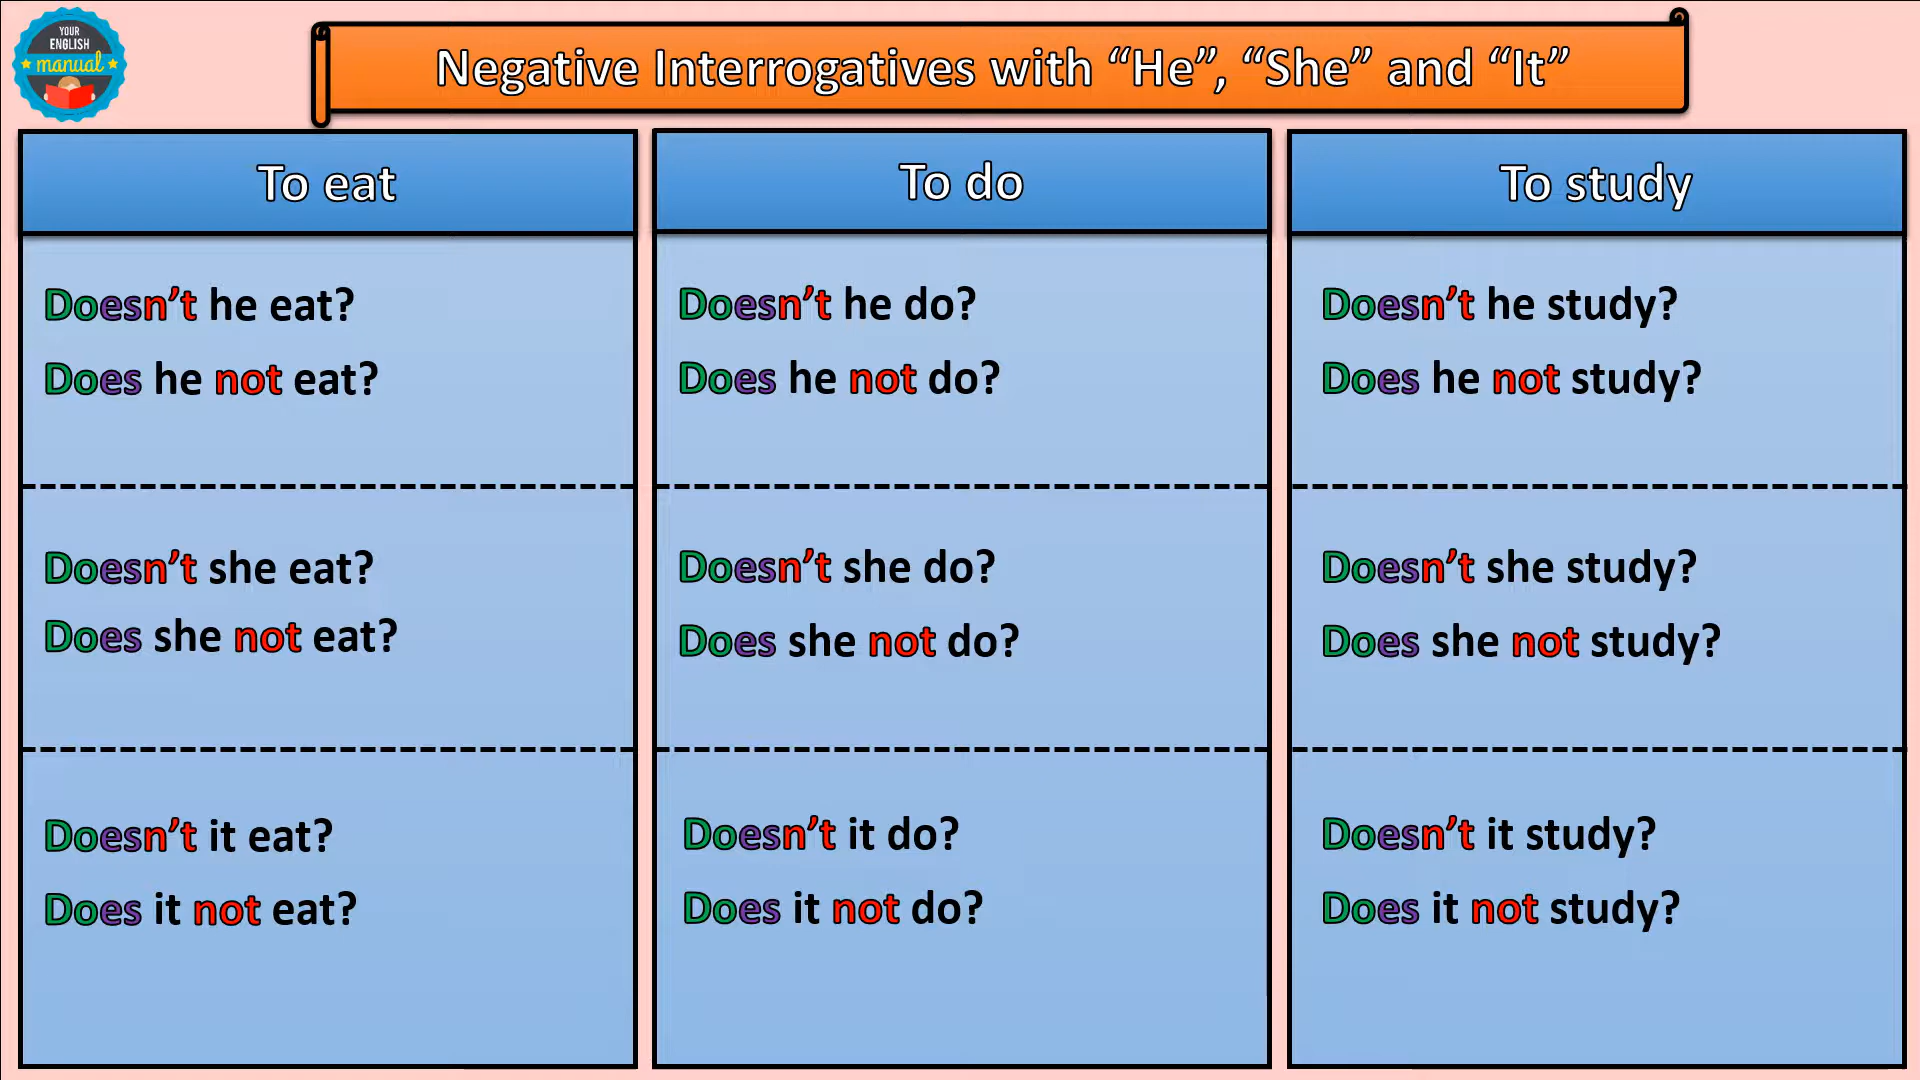 YOUR
ENGLISH
manual
Negative Interrogatives with “He”, “She” and “It”
To eat
Doesn’t he eat?
Does he not eat?
Doesn’t she eat?
Does she not eat?
Doesn’t it eat?
Does it not eat?
To do
Doesn’t he do?
Does he not do?
Doesn’t she do?
Does she not do?
Doesn’t it do?
Does it not do?
To study
Doesn’t he study?
Does he not study?
Doesn’t she study?
Does she not study?
Doesn’t it study?
Does it not study?